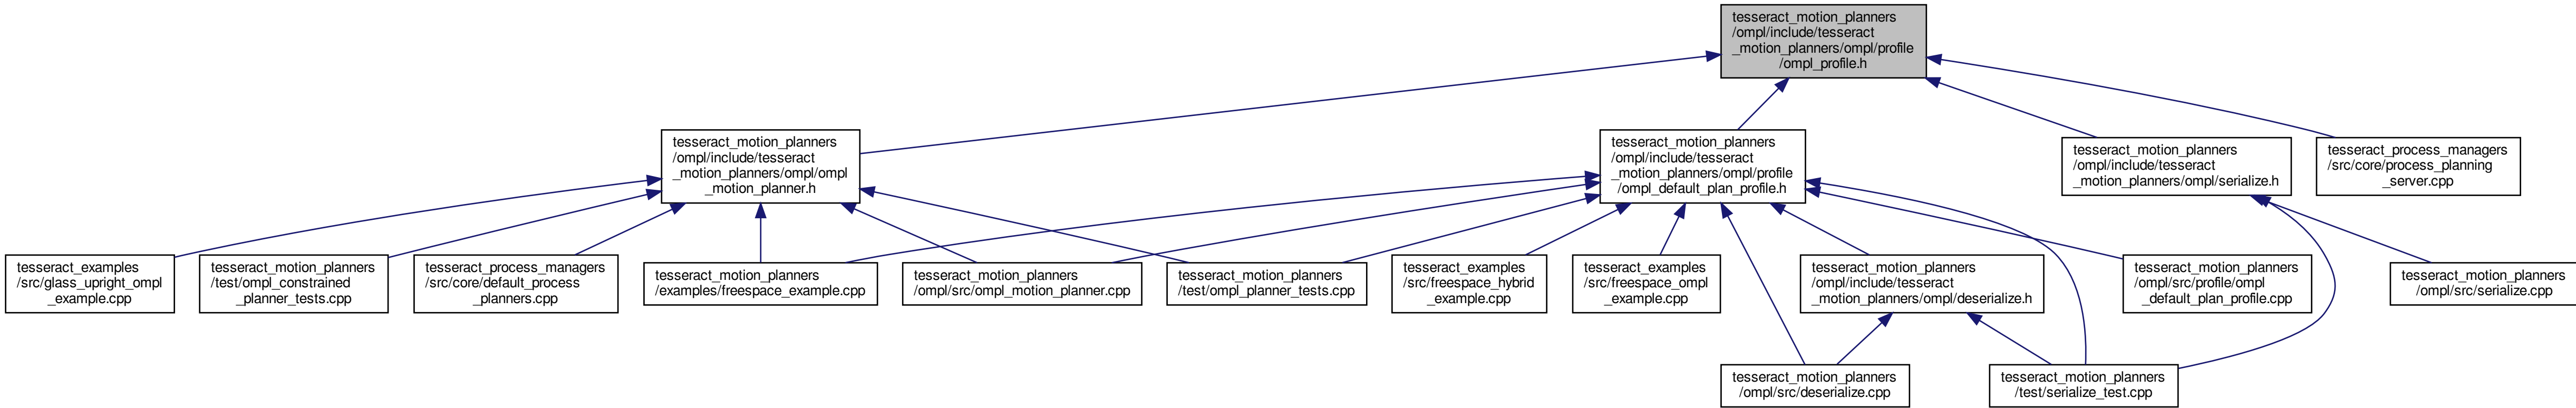 tesseract_motion_planners
/ompl/include/tesseract
_motion_planners/ompl/profile
/ompl_profile.h
tesseract_motion_planners
/ompl/include/tesseract
_motion_planners/ompl/ompl
_motion_planner.h
tesseract_motion_planners
/ompl/include/tesseract
_motion_planners/ompl/profile
/ompl_default_plan_profile.h
tesseract_motion_planners
/ompl/include/tesseract
_motion_planners/ompl/serialize.h
tesseract_process_managers
/src/core/process_planning
_server.cpp
tesseract_examples
/src/glass_upright_ompl
_example.cpp
tesseract_motion_planners
/test/ompl_constrained
_planner_tests.cpp
tesseract_process_managers
/src/core/default_process
_planners.cpp
tesseract_motion_planners
/examples/freespace_example.cpp
tesseract_motion_planners
/ompl/src/ompl_motion_planner.cpp
tesseract_motion_planners
/test/ompl_planner_tests.cpp
tesseract_examples
/src/freespace_hybrid
_example.cpp
tesseract_examples
/src/freespace_ompl
_example.cpp
tesseract_motion_planners
/ompl/include/tesseract
_motion_planners/ompl/deserialize.h
tesseract_motion_planners
/ompl/src/profile/ompl
_default_plan_profile.cpp
tesseract_motion_planners
/ompl/src/serialize.cpp
tesseract_motion_planners
/ompl/src/deserialize.cpp
tesseract_motion_planners
/test/serialize_test.cpp